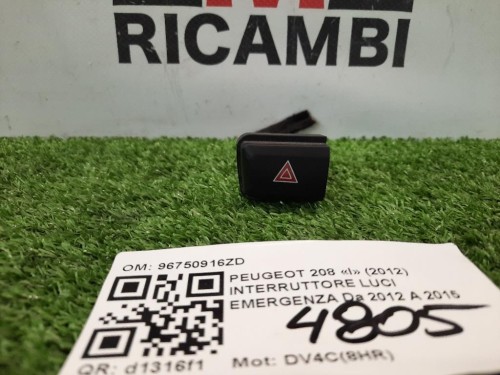 RICAMBI
OM: 96750916ZD
PEUGEOT 208 «I» (2012)
INTERRUTTORE LUCI
EMERGENZA Da 2012 A 2015
4805
QR: d1316f1
Mot: DV4C(8HR)